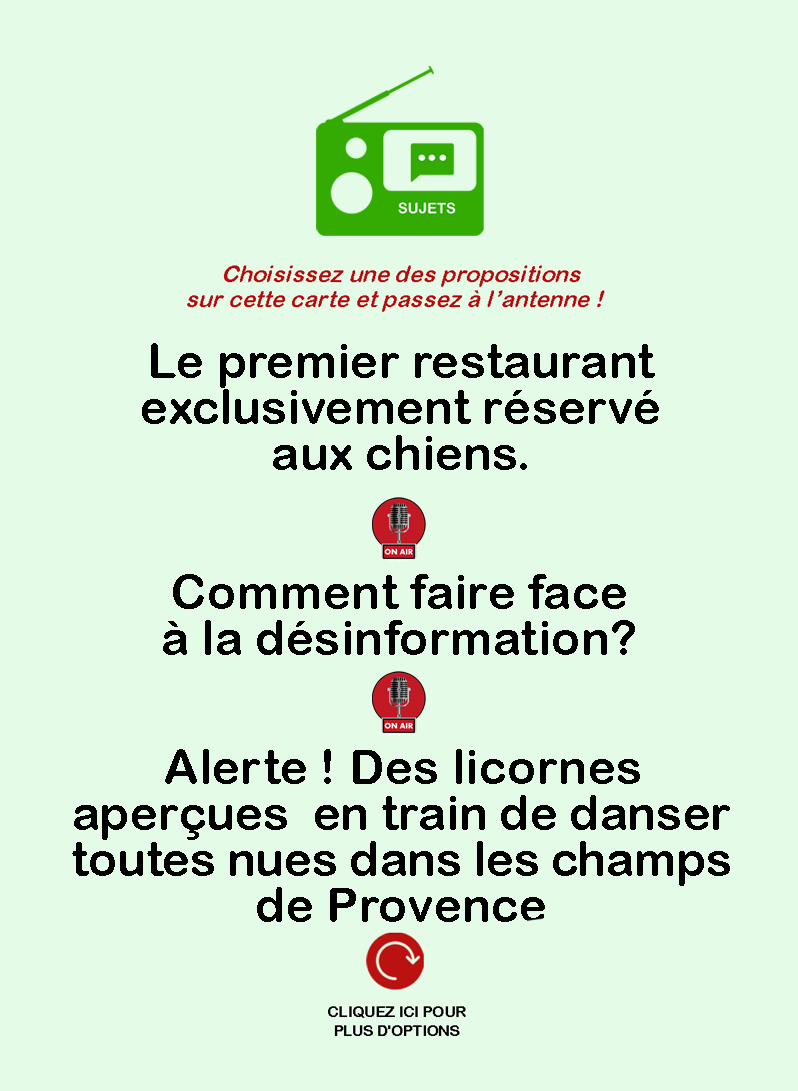 SUJETS
Choisissez une des propositions
sur cette carte et passez à l’antenne !
Le premier restaurant
exclusivement réservé
aux chiens.
ON AIR
Comment faire face
à la désinformation?
ON AIR
Alerte ! Des licornes
aperçues  en train de danser
toutes nues dans les champs
de Provence
CLIQUEZ ICI POUR
PLUS D'OPTIONS